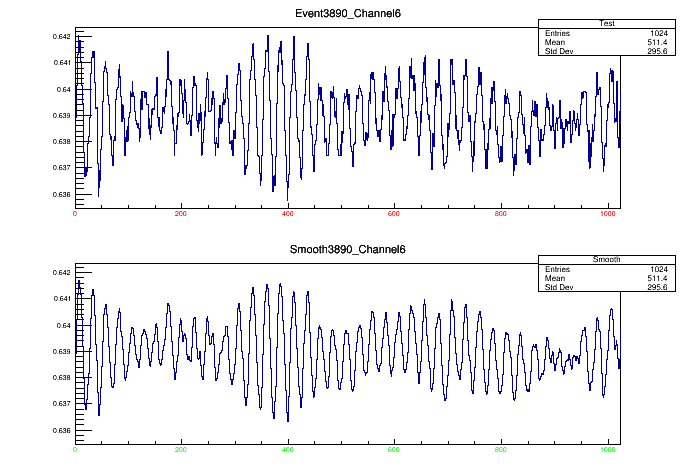 Event3890_Channel6
Test
Entries 1024
Mean 511.4
Std Dev 295.6
0.642
0.641
0.64
0.639
0.638
0.637
0.636
0 200 400 600 800 1000
Smooth3890_Channel6
Smooth
Entries 1024
Mean 511.4
Std Dev 295.6
0.642
0.641
0.64
0.639
0.638
0.637
0.636
0 200 400 600 800 1000